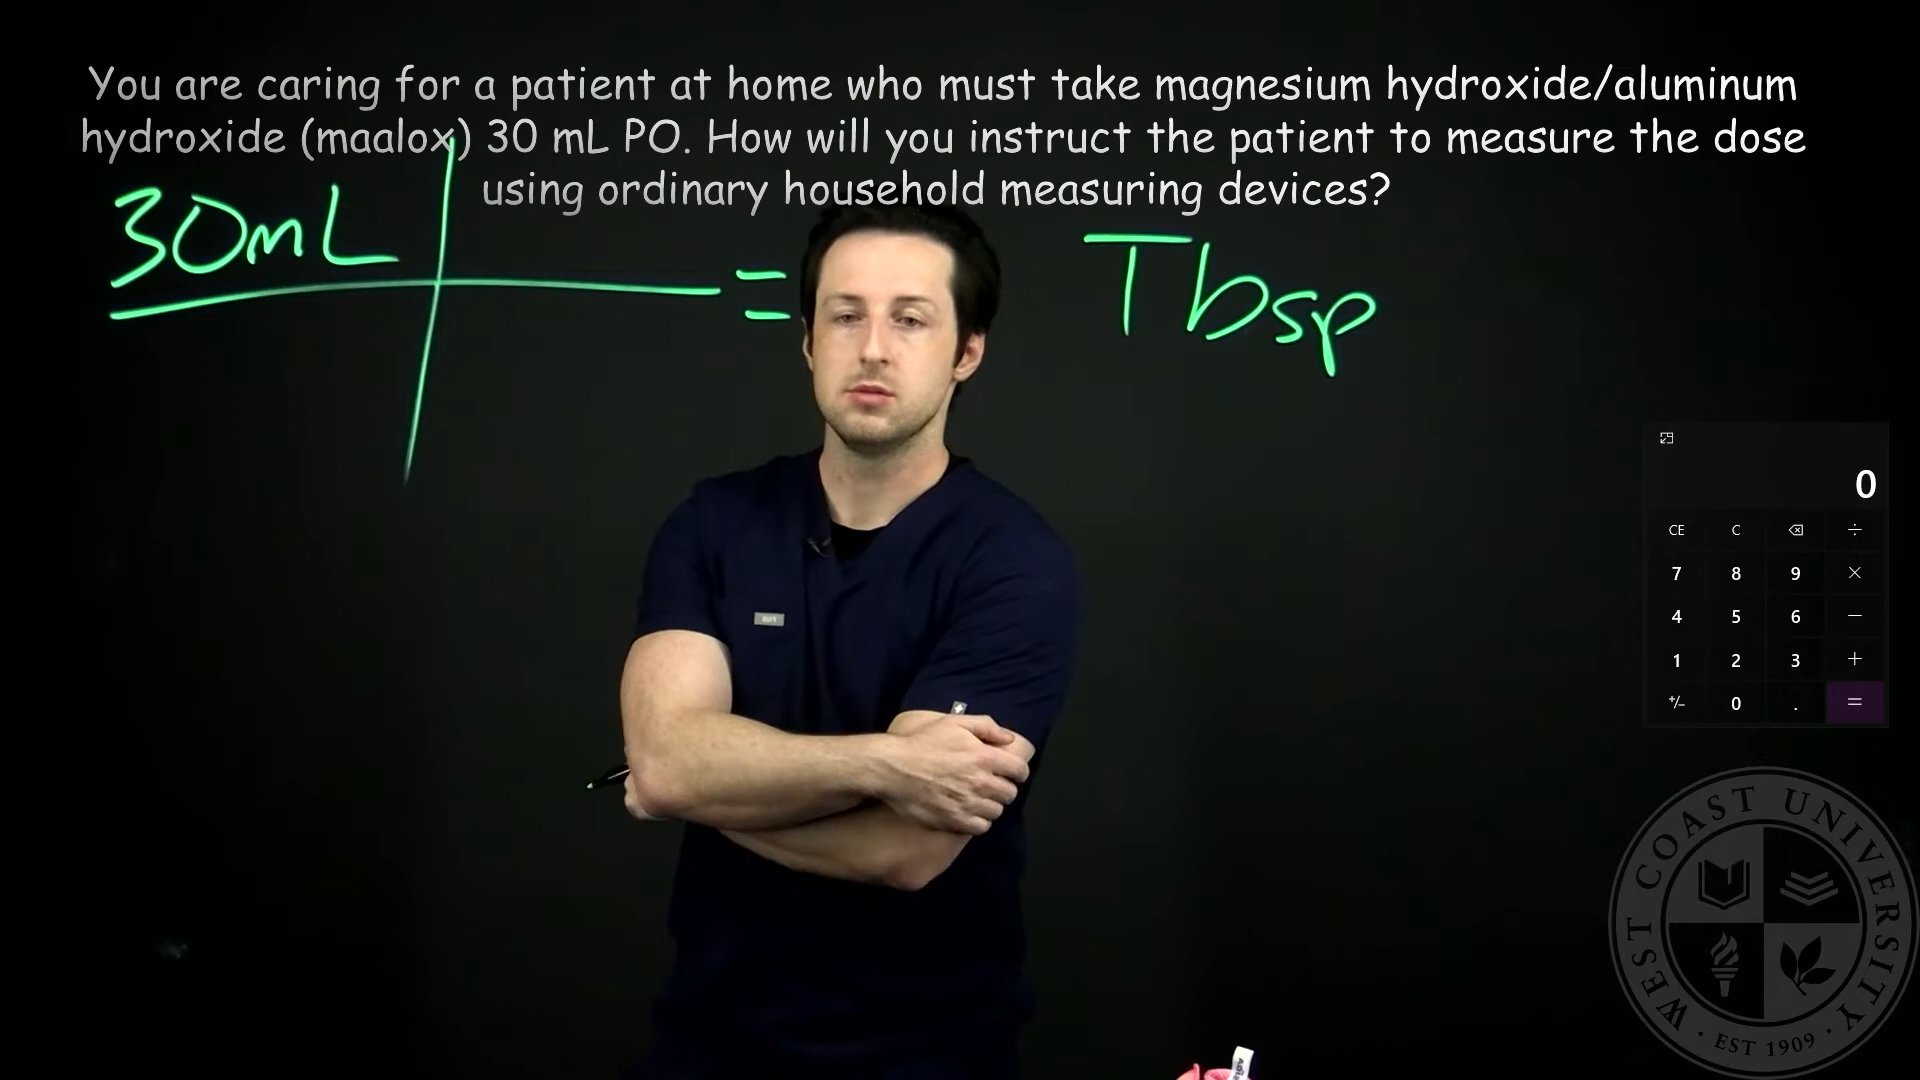 You are caring for a patient at home who must take magnesium hydroxide/aluminum
hydroxide (maalox) 30 mL PO. How will you instruct the patient to measure the dose
using ordinary household measuring devices?
30mL
= Tbsp
0
CE C ÷
7 8 9 ×
4 5 6 −
1 2 3 +
+/− 0 . =
WEST COAST UNIVERSITY
· EST 1909 ·